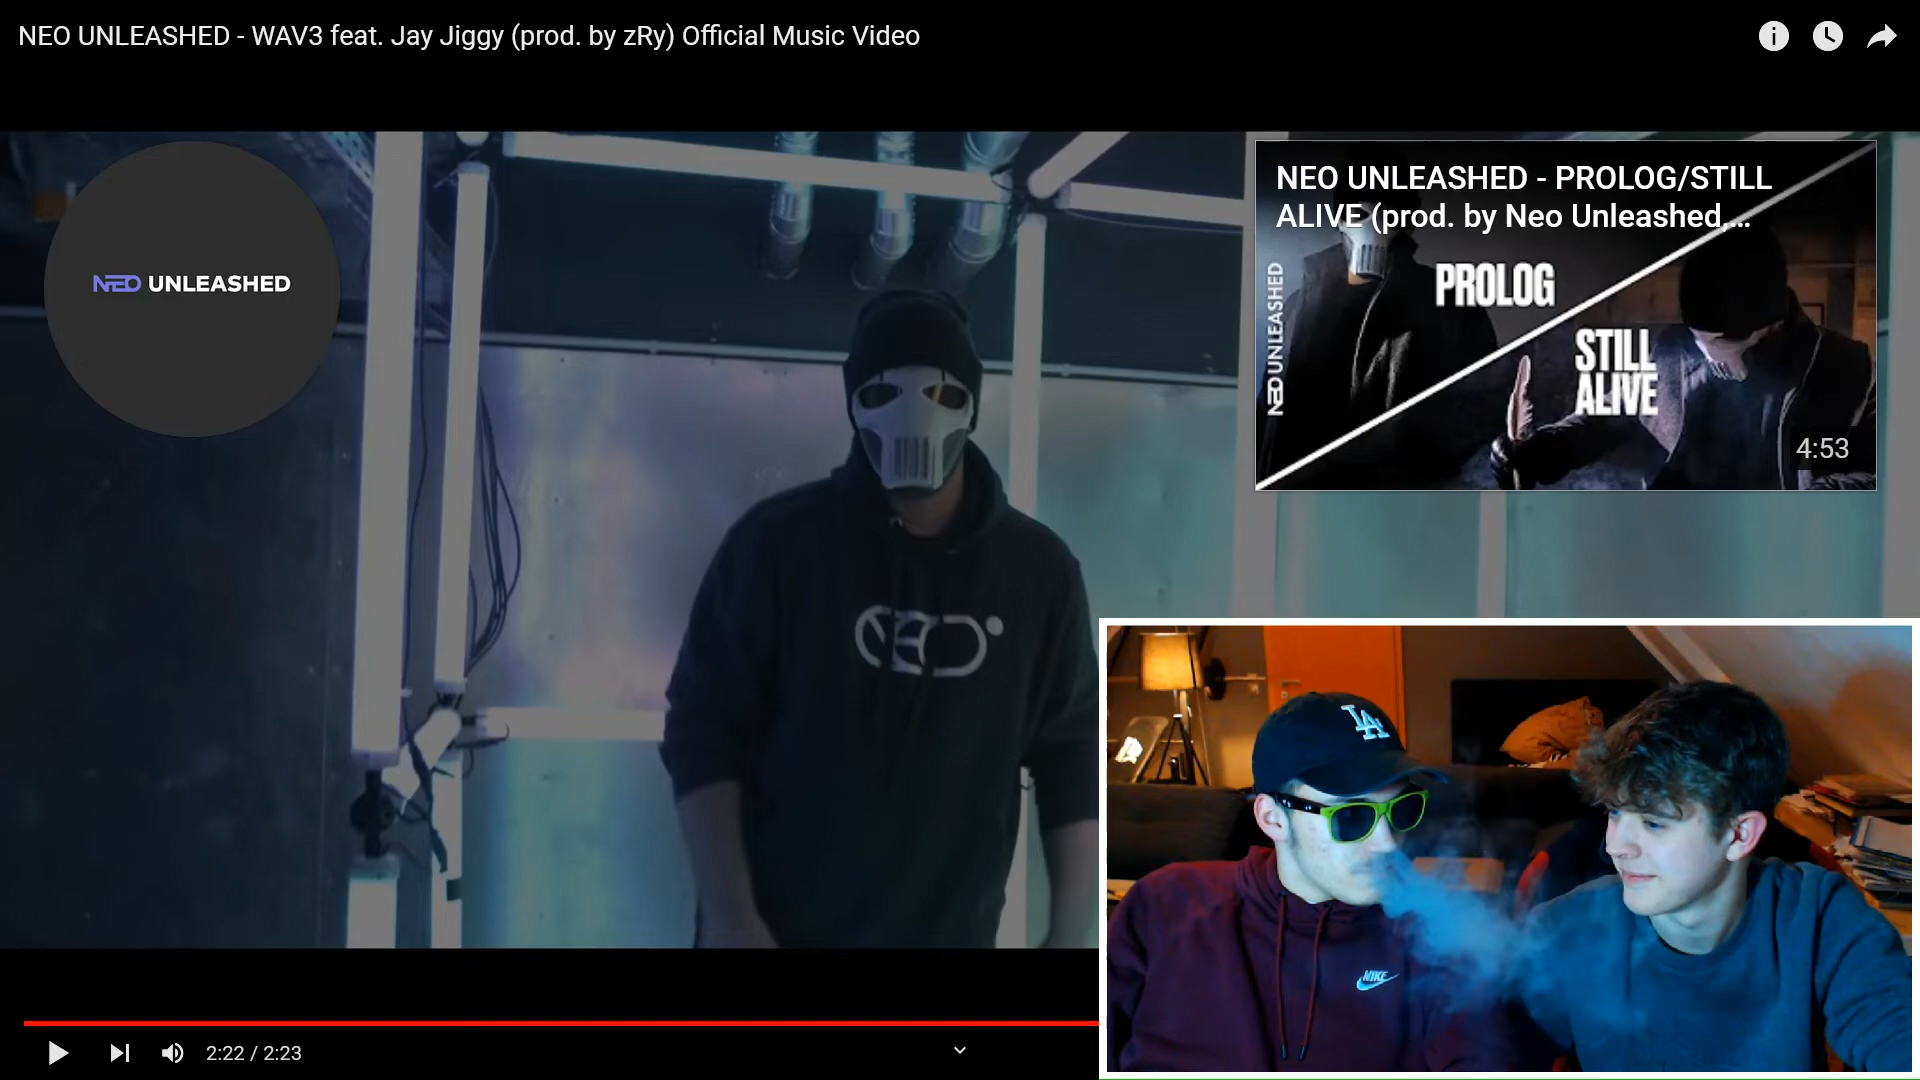 NEO UNLEASHED - WAV3 feat. Jay Jiggy (prod. by zRy) Official Music Video
NEO UNLEASHED
NEO UNLEASHED - PROLOG/STILL
ALIVE (prod. by Neo Unleashed,...
NEO UNLEASHED
PROLOG
STILL
ALIVE
4:53
NEO
LA
NIKE
2:22 / 2:23